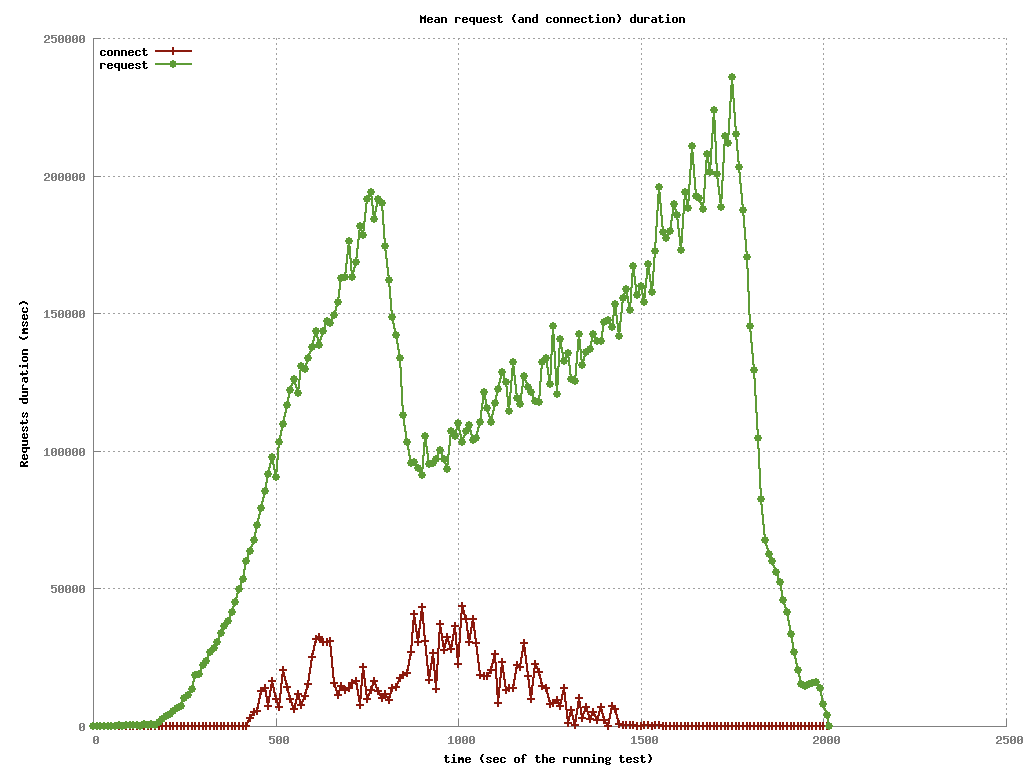 Mean request (and connection) duration
250000
connect
request
200000
150000
100000
50000
0
Requests duration (msec)
0 500 1000 1500 2000 2500
time (sec of the running test)